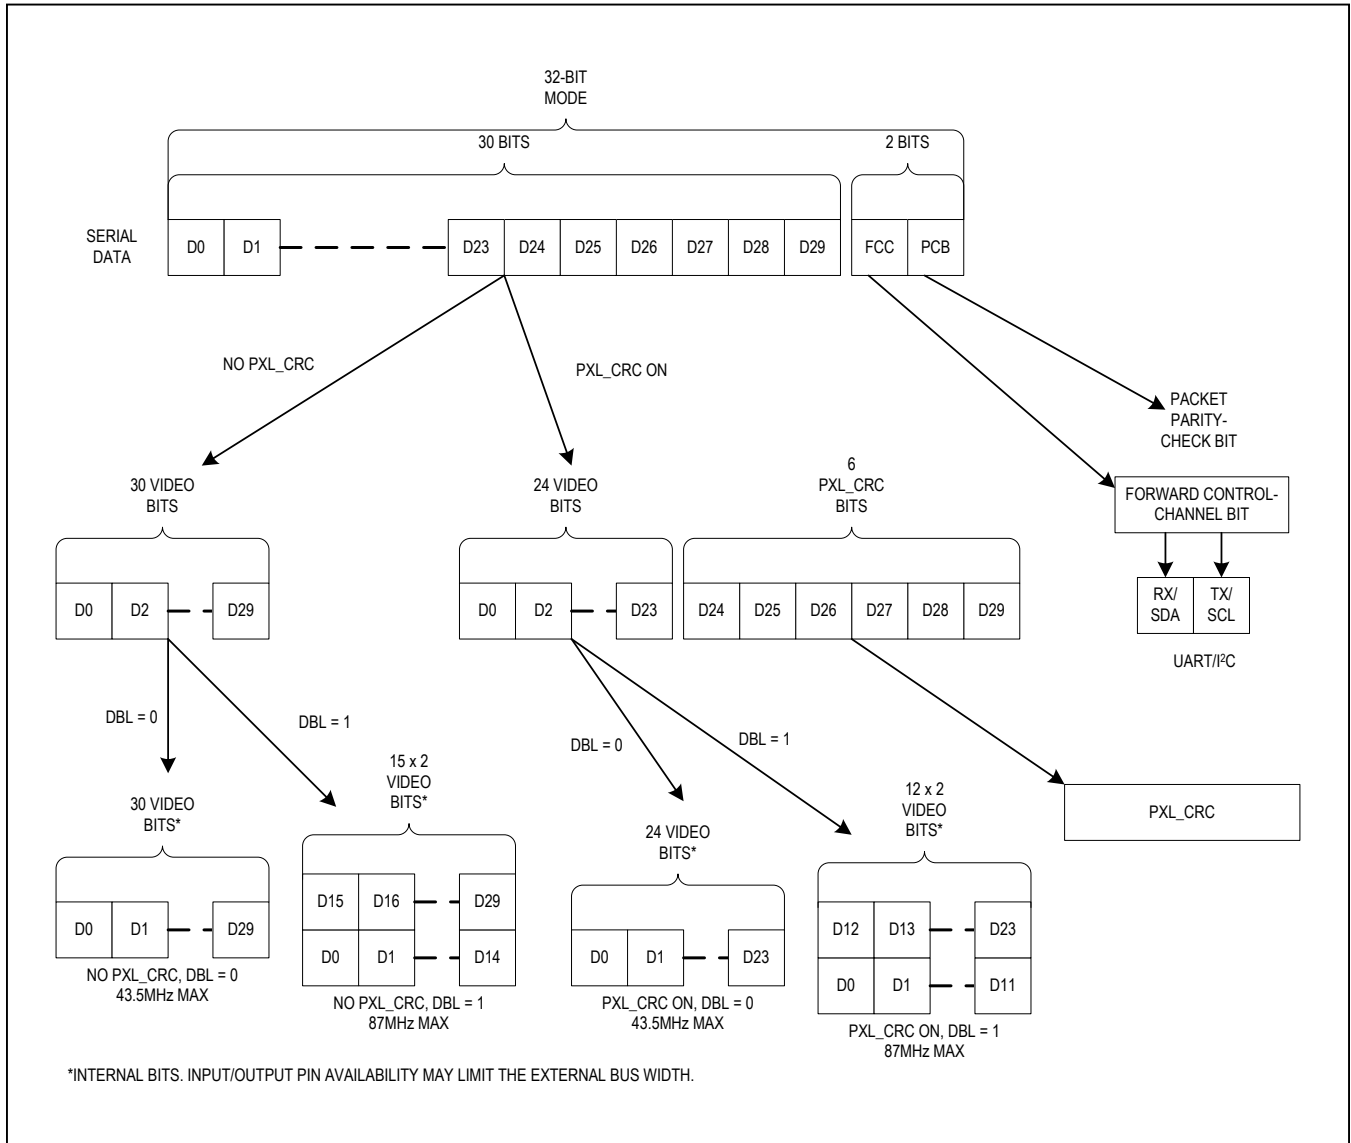 32-BIT
MODE
30 BITS
2 BITS
SERIAL
DATA
D0 D1 D23 D24 D25 D26 D27 D28 D29 FCC PCB
NO PXL_CRC
PXL_CRC ON
PACKET
PARITY-
CHECK BIT
30 VIDEO
BITS
24 VIDEO
BITS
6
PXL_CRC
BITS
FORWARD CONTROL-
CHANNEL BIT
D0 D2 D29
D0 D2 D23
D24 D25 D26 D27 D28 D29
RX/
SDA
TX/
SCL
UART/I²C
DBL = 0
DBL = 1
DBL = 0
DBL = 1
30 VIDEO
BITS*
15 x 2
VIDEO
BITS*
24 VIDEO
BITS*
12 x 2
VIDEO
BITS*
PXL_CRC
D0 D1 D29
NO PXL_CRC, DBL = 0
43.5MHz MAX
D15 D16 D29
D0 D1 D14
NO PXL_CRC, DBL = 1
87MHz MAX
D0 D1 D23
PXL_CRC ON, DBL = 0
43.5MHz MAX
D12 D13 D23
D0 D1 D11
PXL_CRC ON, DBL = 1
87MHz MAX
*INTERNAL BITS. INPUT/OUTPUT PIN AVAILABILITY MAY LIMIT THE EXTERNAL BUS WIDTH.